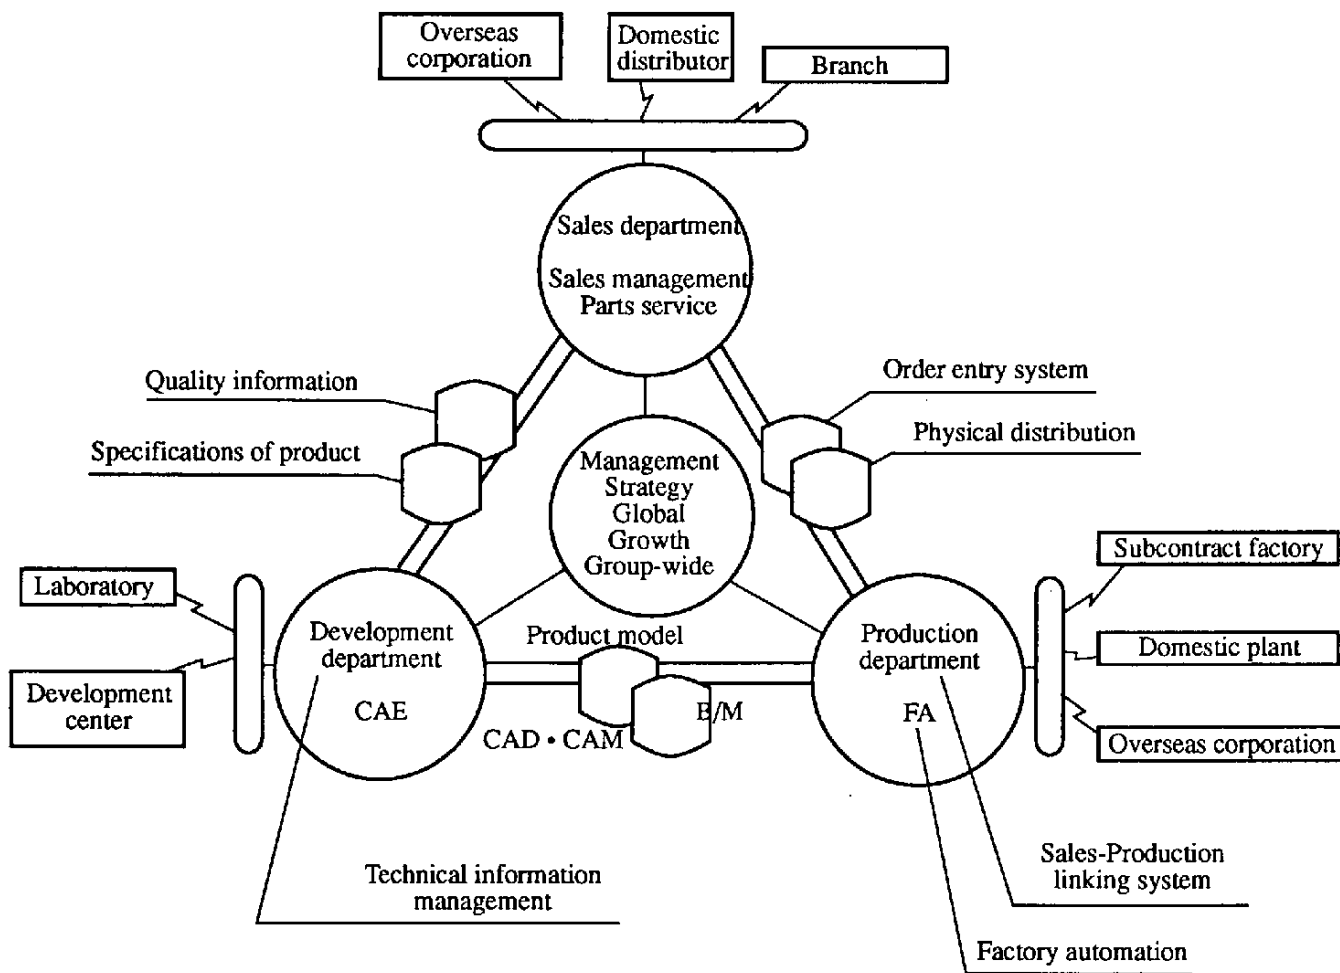 Overseas
corporation
Domestic
distributor
Branch
Sales department
Sales management
Parts service
Quality information
Specifications of product
Order entry system
Physical distribution
Management
Strategy
Global
Growth
Group-wide
Laboratory
Development
center
Development
department
CAE
Product model
CAD • CAM
B/M
Production
department
FA
Subcontract factory
Domestic plant
Overseas corporation
Technical information
management
Sales-Production
linking system
Factory automation